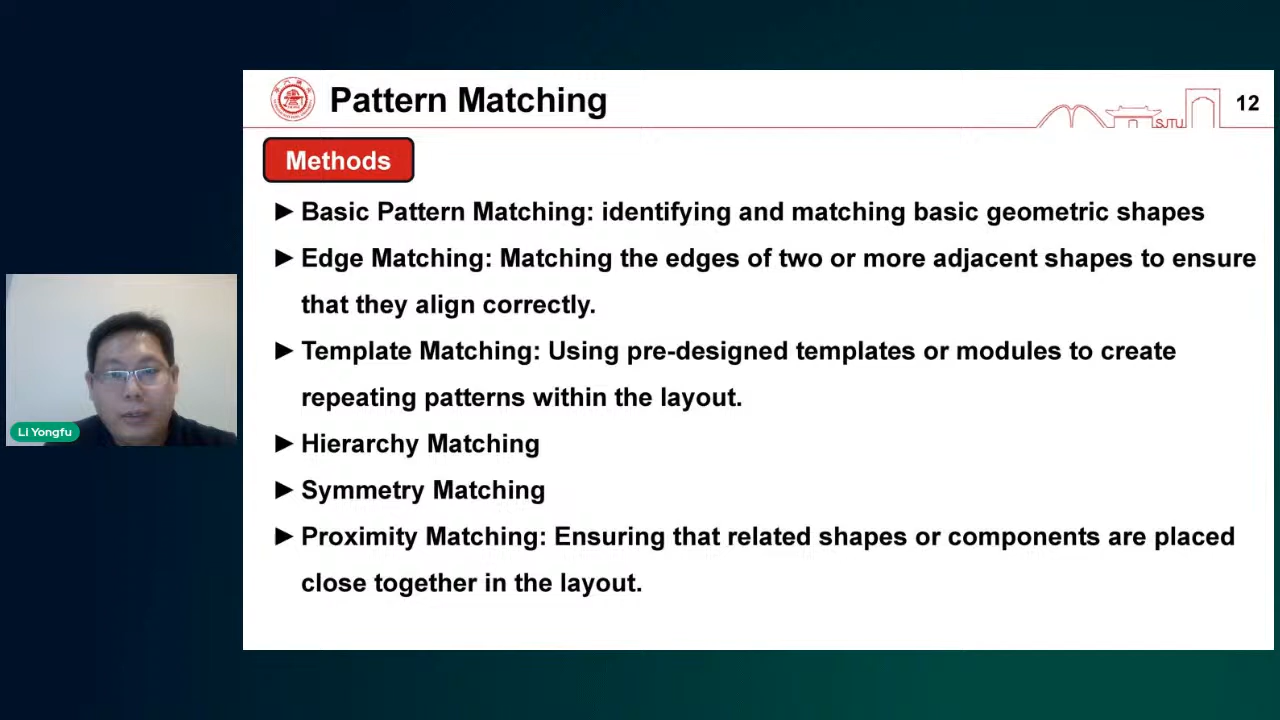 Pattern Matching
SJTU
12
Methods
► Basic Pattern Matching: identifying and matching basic geometric shapes
► Edge Matching: Matching the edges of two or more adjacent shapes to ensure
that they align correctly.
► Template Matching: Using pre-designed templates or modules to create
repeating patterns within the layout.
► Hierarchy Matching
► Symmetry Matching
► Proximity Matching: Ensuring that related shapes or components are placed
close together in the layout.
Li Yongfu